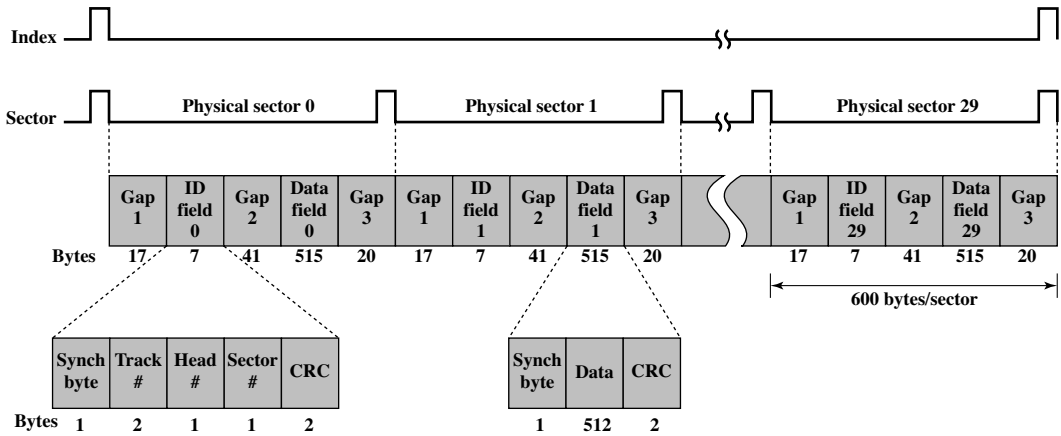 Index
Sector
Physical sector 0
Physical sector 1
Physical sector 29
Gap 1
ID field 0
Gap 2
Data field 0
Gap 3
Gap 1
ID field 1
Gap 2
Data field 1
Gap 3
Gap 1
ID field 29
Gap 2
Data field 29
Gap 3
Bytes 17 7 41 515 20 17 7 41 515 20 17 7 41 515 20
600 bytes/sector
Synch byte
Track #
Head #
Sector #
CRC
Bytes 1 2 1 1 2
Synch byte
Data
CRC
1 512 2